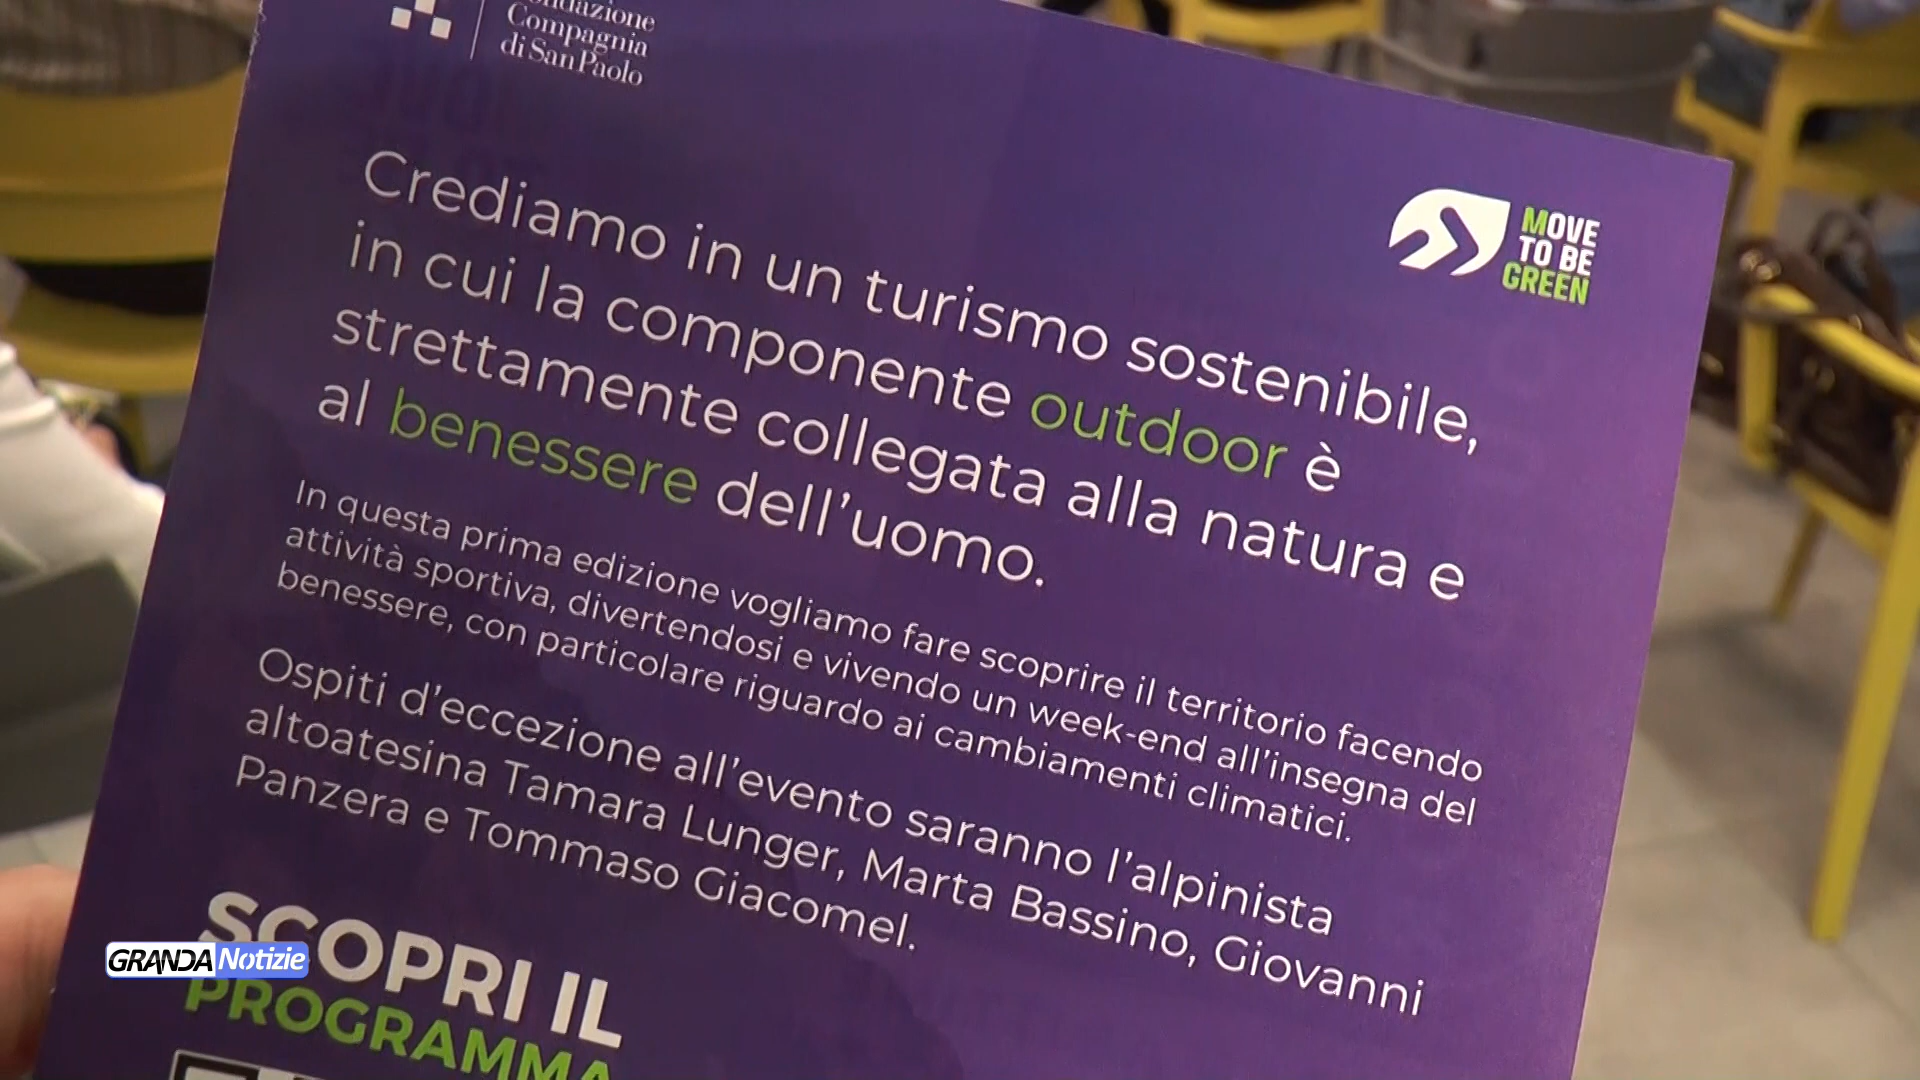 Compagnia
di San Paolo
MOVE
TO BE
GREEN
Crediamo in un turismo sostenibile,
in cui la componente outdoor è
strettamente collegata alla natura e
al benessere dell'uomo.
In questa prima edizione vogliamo fare scoprire il territorio facendo
attività sportiva, divertendosi e vivendo un week-end all'insegna del
benessere, con particolare riguardo ai cambiamenti climatici.
Ospiti d'eccezione all'evento saranno l'alpinista
altoatesina Tamara Lunger, Marta Bassino, Giovanni
Panzera e Tommaso Giacomel.
SCOPRI IL
PROGRAMMA
GRANDA Notizie